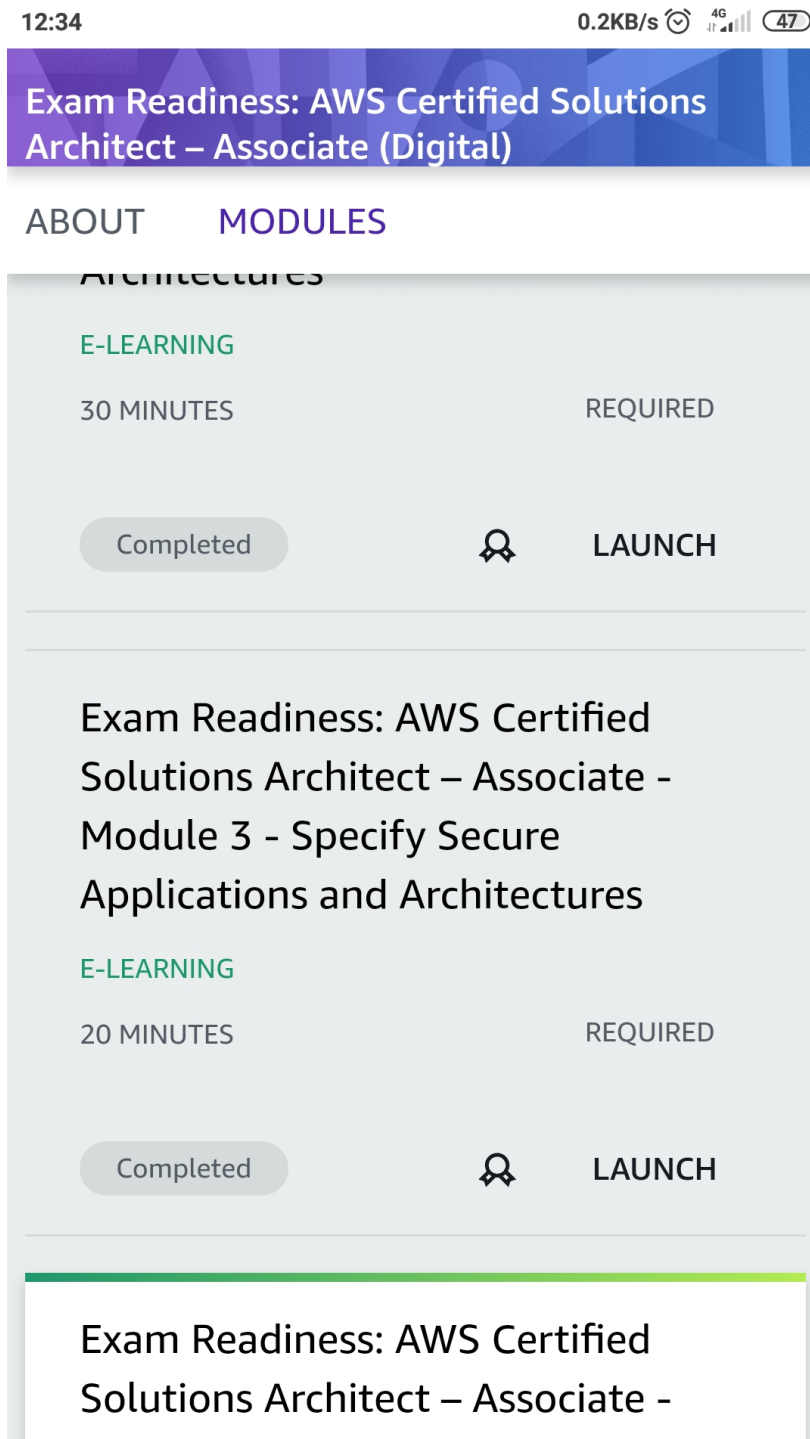 12:34
0.2KB/s 4G 47
Exam Readiness: AWS Certified Solutions
Architect – Associate (Digital)
ABOUT MODULES
Architectures
E-LEARNING
30 MINUTES REQUIRED
Completed LAUNCH
Exam Readiness: AWS Certified
Solutions Architect – Associate -
Module 3 - Specify Secure
Applications and Architectures
E-LEARNING
20 MINUTES REQUIRED
Completed LAUNCH
Exam Readiness: AWS Certified
Solutions Architect – Associate -